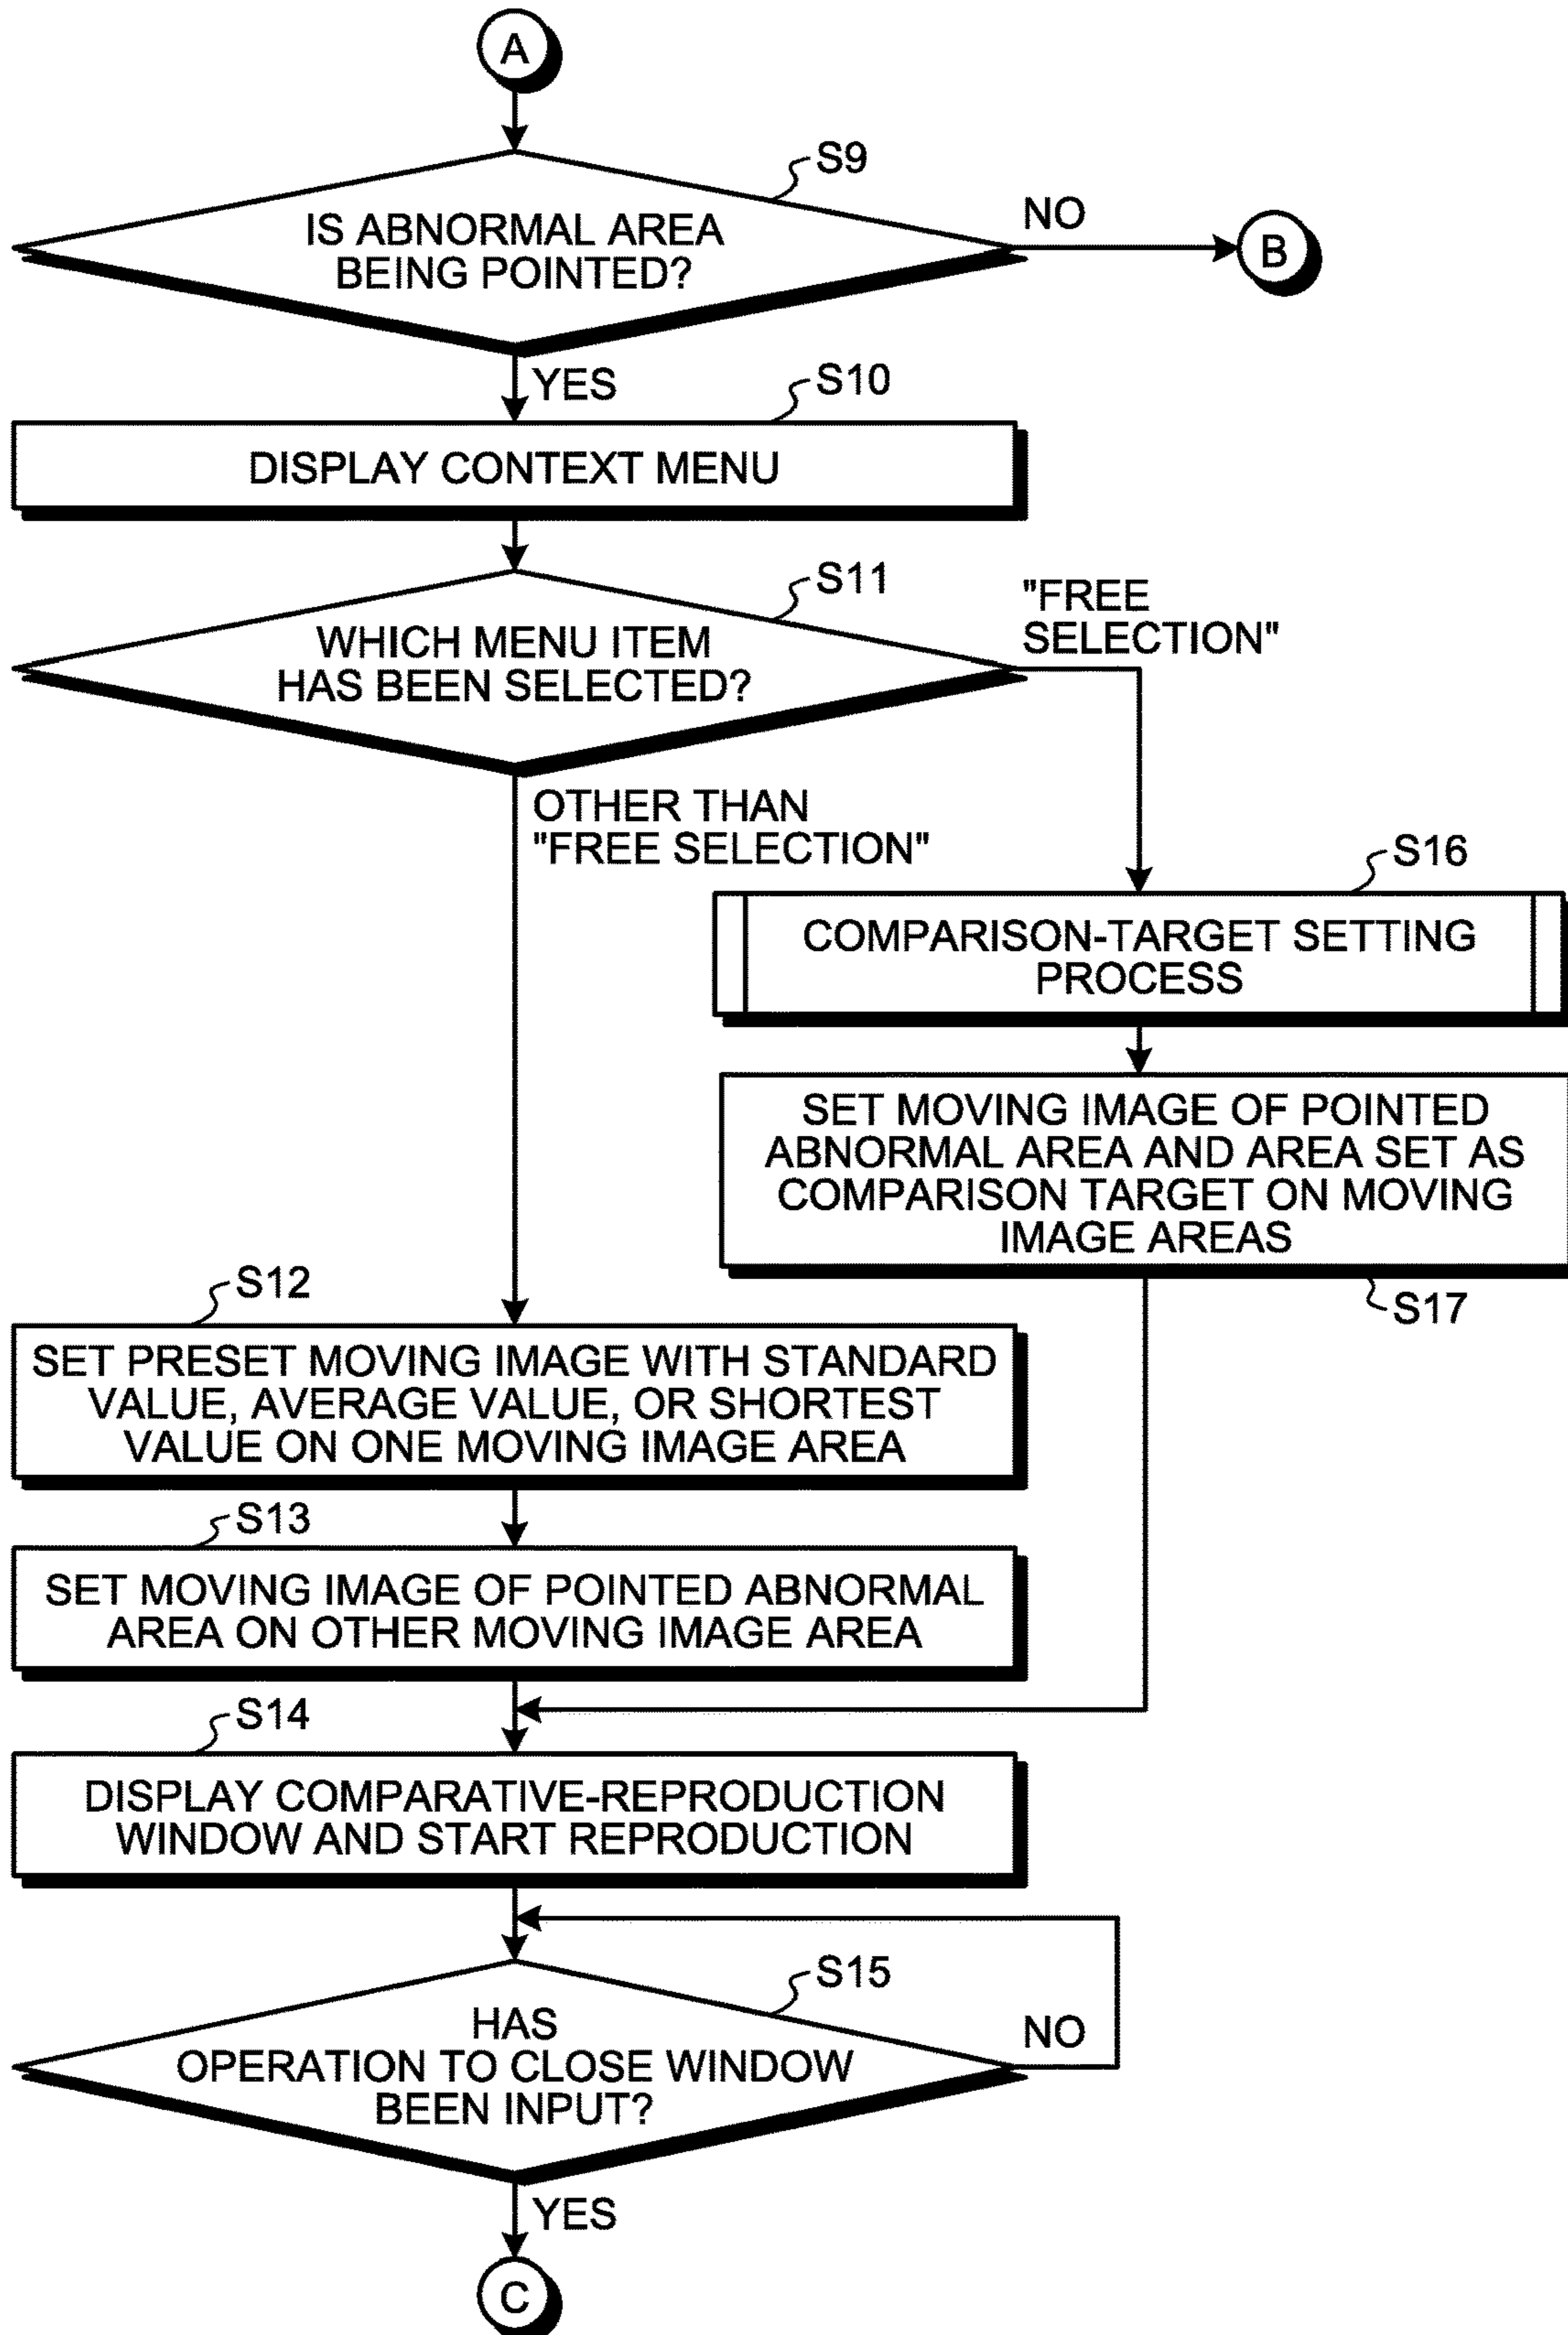 A
S9
IS ABNORMAL AREA
BEING POINTED?
NO
B
YES
S10
DISPLAY CONTEXT MENU
S11
WHICH MENU ITEM
HAS BEEN SELECTED?
"FREE
SELECTION"
OTHER THAN
"FREE SELECTION"
S16
COMPARISON-TARGET SETTING
PROCESS
SET MOVING IMAGE OF POINTED
ABNORMAL AREA AND AREA SET AS
COMPARISON TARGET ON MOVING
IMAGE AREAS
S17
S12
SET PRESET MOVING IMAGE WITH STANDARD
VALUE, AVERAGE VALUE, OR SHORTEST
VALUE ON ONE MOVING IMAGE AREA
S13
SET MOVING IMAGE OF POINTED ABNORMAL
AREA ON OTHER MOVING IMAGE AREA
S14
DISPLAY COMPARATIVE-REPRODUCTION
WINDOW AND START REPRODUCTION
S15
HAS
OPERATION TO CLOSE WINDOW
BEEN INPUT?
NO
YES
C